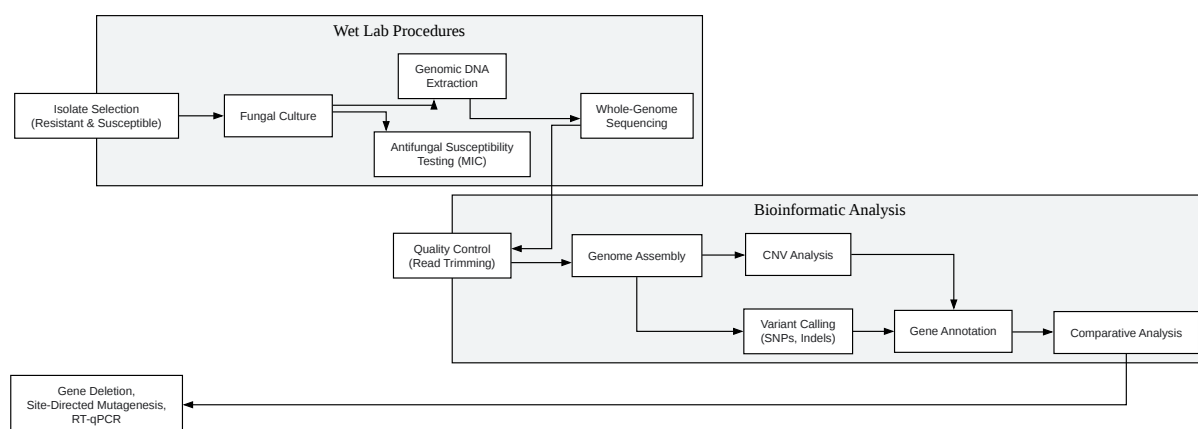 Wet Lab Procedures
Isolate Selection
(Resistant & Susceptible)
Fungal Culture
Genomic DNA
Extraction
Antifungal Susceptibility
Testing (MIC)
Whole-Genome
Sequencing
Bioinformatic Analysis
Quality Control
(Read Trimming)
Genome Assembly
CNV Analysis
Variant Calling
(SNPs, Indels)
Gene Annotation
Comparative Analysis
Gene Deletion,
Site-Directed Mutagenesis,
RT-qPCR